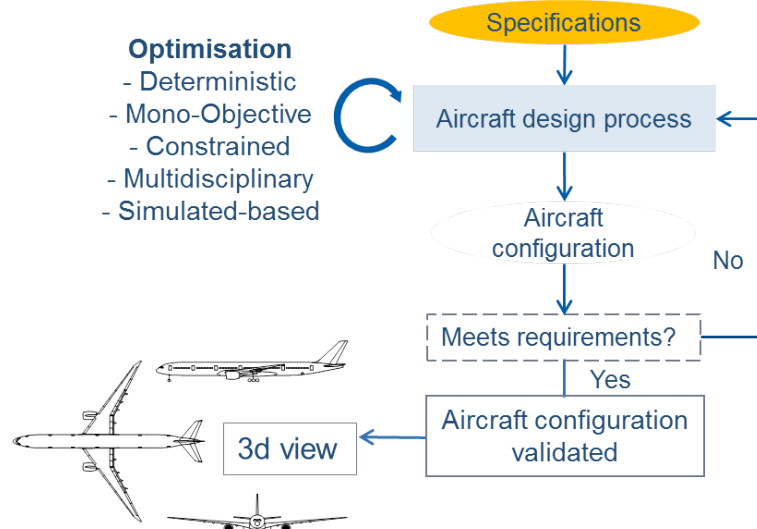 Specifications
Optimisation
- Deterministic
- Mono-Objective
- Constrained
- Multidisciplinary
- Simulated-based
Aircraft design process
Aircraft
configuration
No
Meets requirements?
Yes
Aircraft configuration
validated
3d view